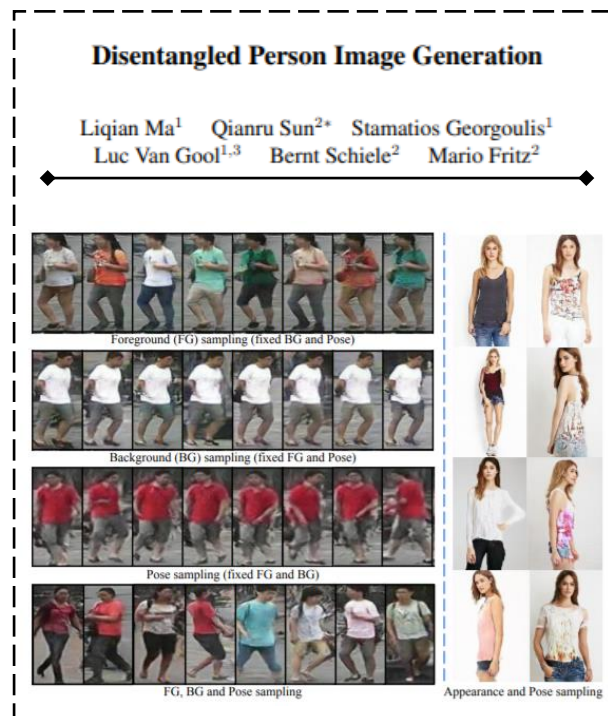 Disentangled Person Image Generation
Liqian Ma¹ Qianru Sun²* Stamatios Georgoulis¹
Luc Van Gool¹,³ Bernt Schiele² Mario Fritz²
Foreground (FG) sampling (fixed BG and Pose)
Background (BG) sampling (fixed FG and Pose)
Pose sampling (fixed FG and BG)
FG, BG and Pose sampling
Appearance and Pose sampling